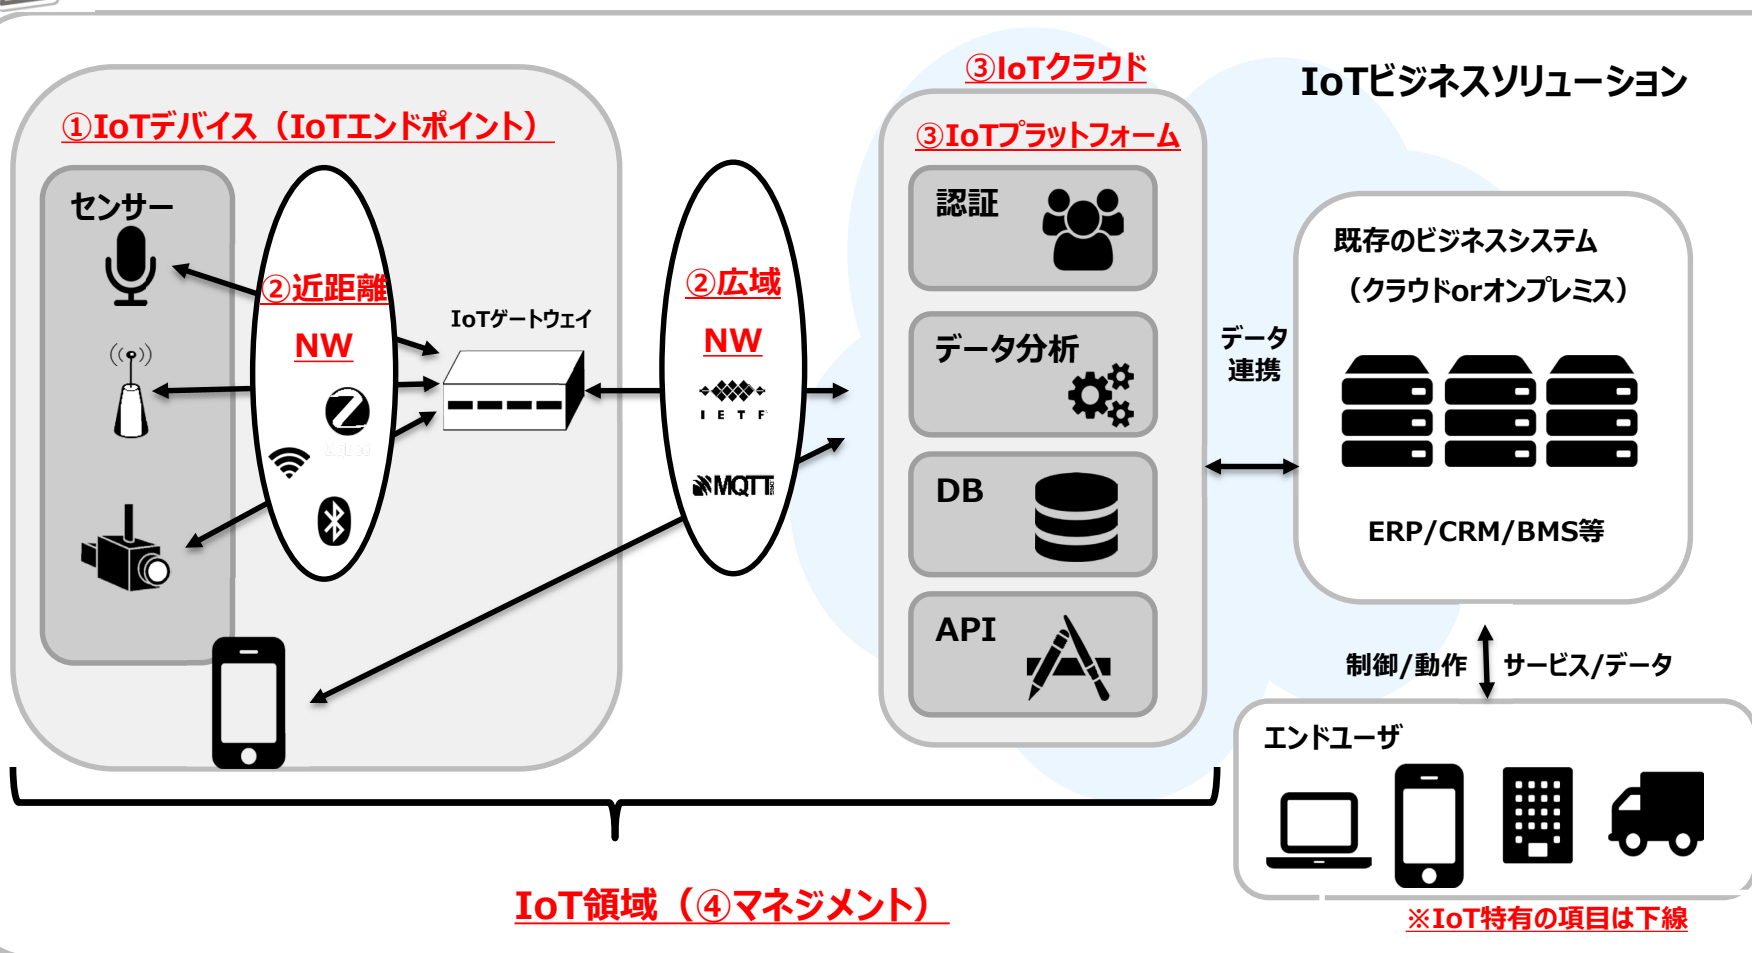 ③IoTクラウド
IoTビジネスソリューション
①IoTデバイス（IoTエンドポイント）
③IoTプラットフォーム
センサー
認証
既存のビジネスシステム
（クラウドorオンプレミス）
②近距離
NW
IoTゲートウェイ
②広域
NW
IETF
MQTT
データ分析
データ
連携
DB
ERP/CRM/BMS等
API
制御/動作
サービス/データ
エンドユーザ
IoT領域（④マネジメント）
※IoT特有の項目は下線